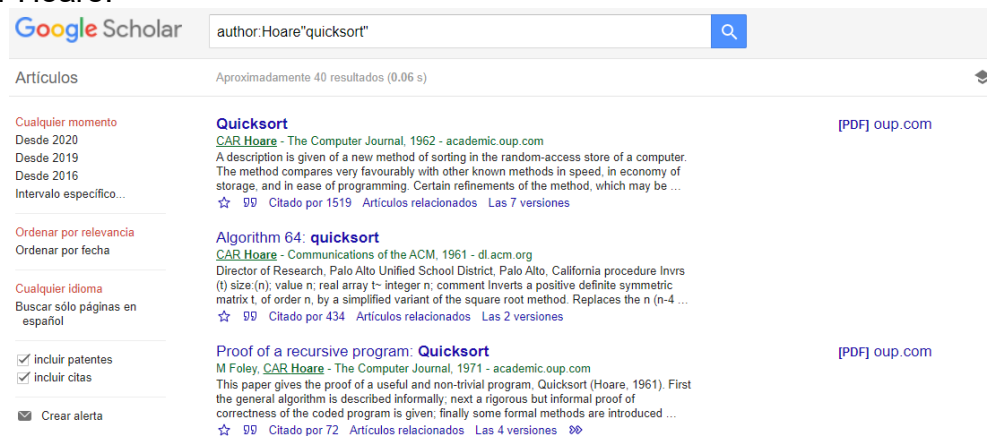 Hoare.
Google Scholar
author:Hoare"quicksort"
Artículos
Aproximadamente 40 resultados (0.06 s)
Cualquier momento
Desde 2020
Desde 2019
Desde 2016
Intervalo específico...
Ordenar por relevancia
Ordenar por fecha
Cualquier idioma
Buscar sólo páginas en
español
incluir patentes
incluir citas
Crear alerta
Quicksort
[PDF] oup.com
CAR Hoare - The Computer Journal, 1962 - academic.oup.com
A description is given of a new method of sorting in the random-access store of a computer.
The method compares very favourably with other known methods in speed, in economy of
storage, and in ease of programming. Certain refinements of the method, which may be ...
Citado por 1519 Artículos relacionados Las 7 versiones
Algorithm 64: quicksort
CAR Hoare - Communications of the ACM, 1961 - dl.acm.org
Director of Research, Palo Alto Unified School District, Palo Alto, California procedure Invrs
(t) size:(n); value n; real array t~ integer n; comment Inverts a positive definite symmetric
matrix t, of order n, by a simplified variant of the square root method. Replaces the n (n-4 ...
Citado por 434 Artículos relacionados Las 2 versiones
Proof of a recursive program: Quicksort
[PDF] oup.com
M Foley, CAR Hoare - The Computer Journal, 1971 - academic.oup.com
This paper gives the proof of a useful and non-trivial program, Quicksort (Hoare, 1961). First
the general algorithm is described informally; next a rigorous but informal proof of
correctness of the coded program is given; finally some formal methods are introduced ...
Citado por 72 Artículos relacionados Las 4 versiones